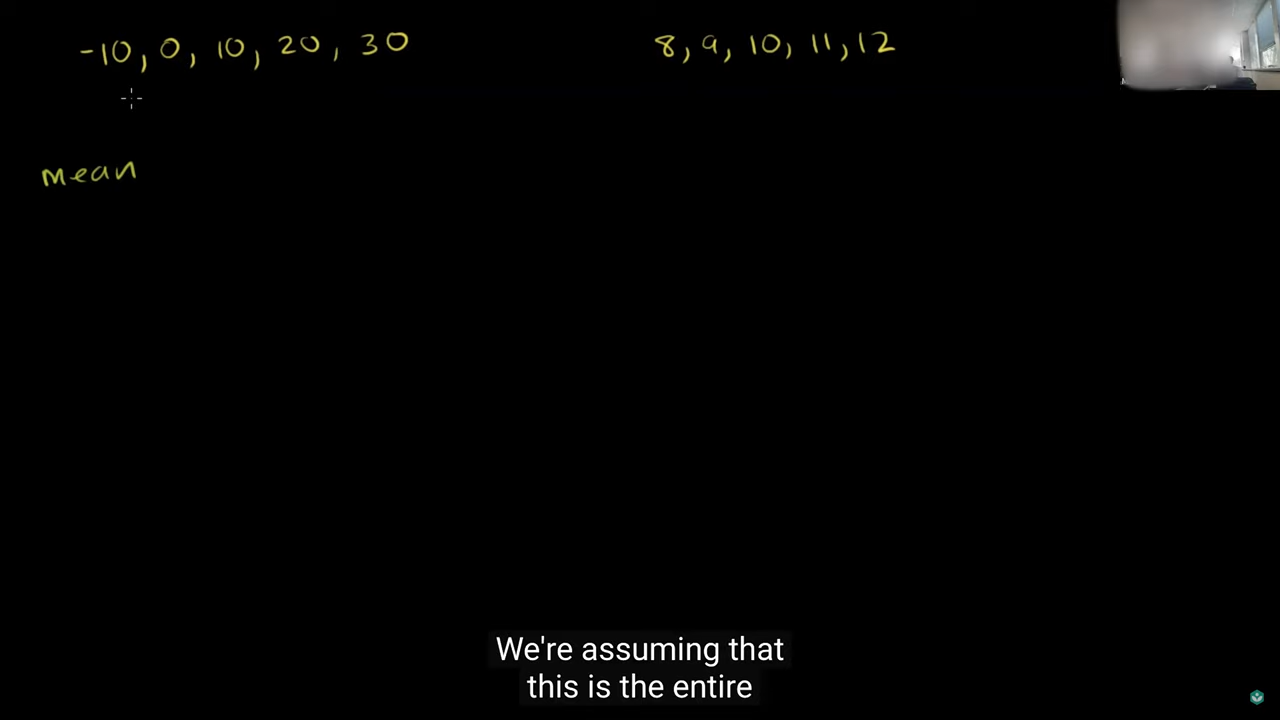 -10, 0, 10, 20, 30
8, 9, 10, 11, 12
mean
We're assuming that
this is the entire